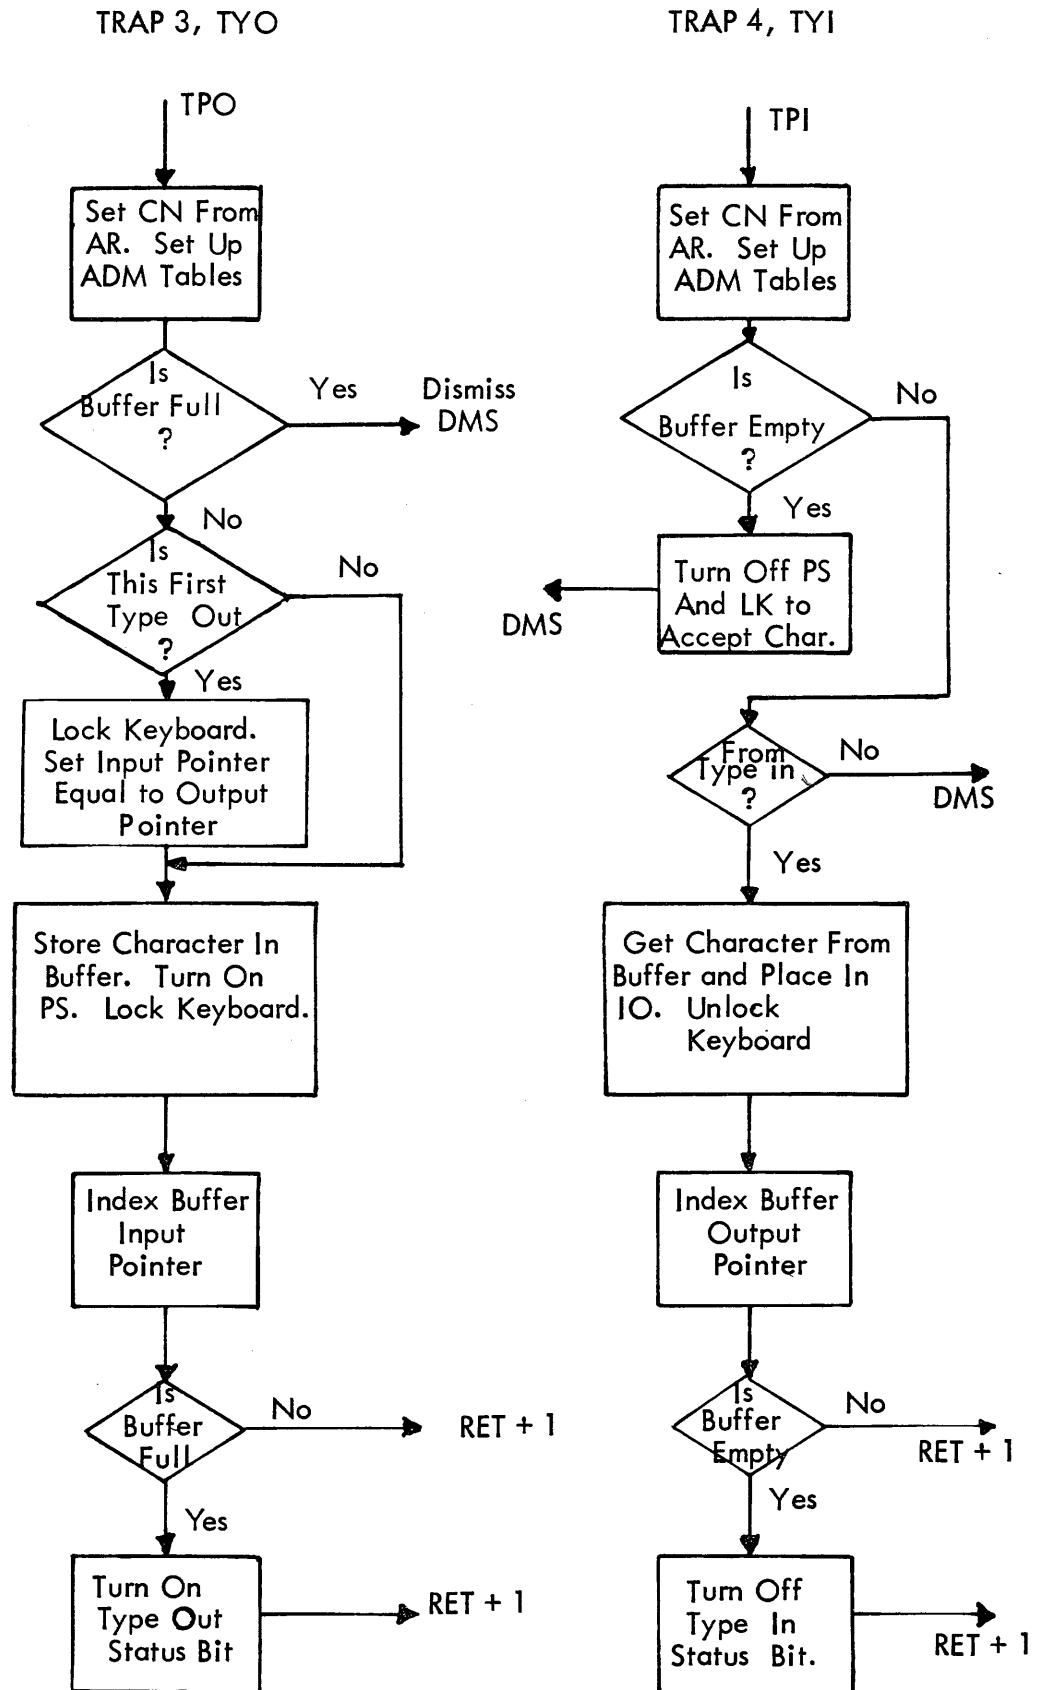 TRAP 3, TYO
TPO
Set CN From
AR. Set Up
ADM Tables
Is
Buffer Full
?
Yes
Dismiss
DMS
No
Is
This First
Type Out
?
No
Yes
Lock Keyboard.
Set Input Pointer
Equal to Output
Pointer
Store Character In
Buffer. Turn On
PS. Lock Keyboard.
Index Buffer
Input
Pointer
Is
Buffer
Full
No
RET + 1
Yes
Turn On
Type Out
Status Bit
RET + 1
TRAP 4, TYI
TPI
Set CN From
AR. Set Up
ADM Tables
Is
Buffer Empty
?
No
Yes
Turn Off PS
And LK to
Accept Char.
DMS
From
Type in
?
No
DMS
Yes
Get Character From
Buffer and Place In
IO. Unlock
Keyboard
Index Buffer
Output
Pointer
Is
Buffer
Empty
No
RET + 1
Yes
Turn Off
Type In
Status Bit.
RET + 1